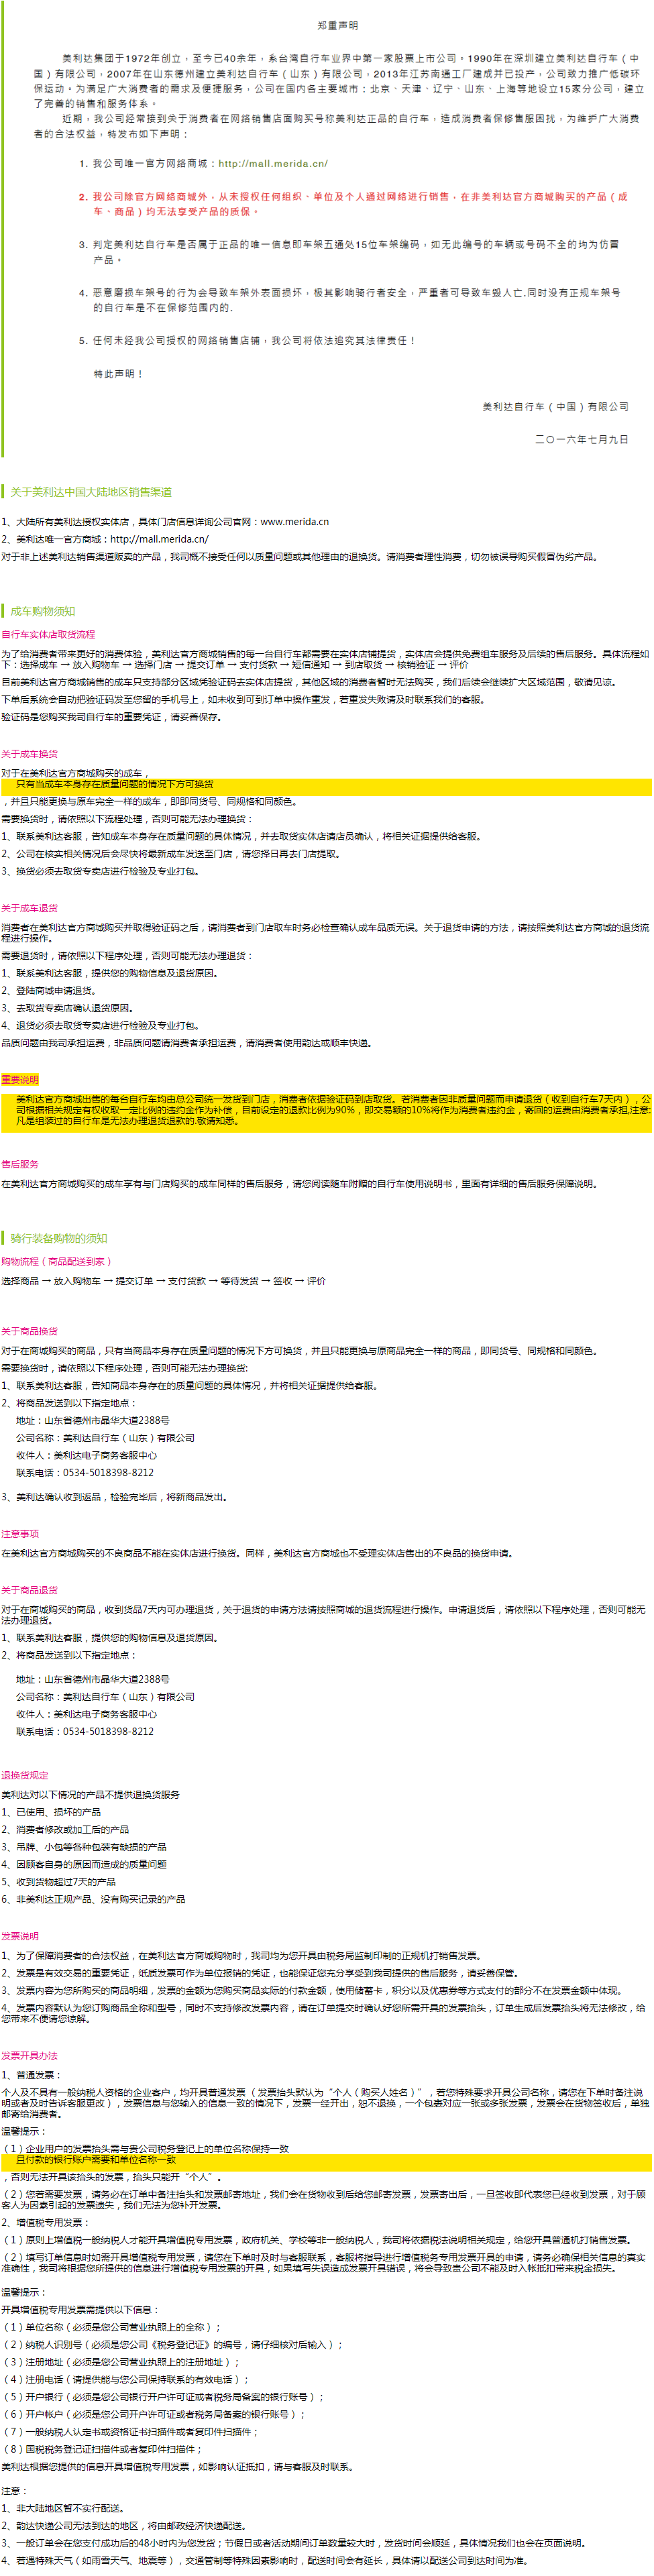 郑重声明
美利达集团于1972年创立，至今已40余年，系台湾自行车业界中第一家股票上市公司。1990年在深圳建立美利达自行车（中
国）有限公司，2007年在山东德州建立美利达自行车（山东）有限公司，2013年江苏南通工厂建成并已投产，公司致力推广低碳环
保运动。为满足广大消费者的需求及便捷服务，公司在国内各主要城市：北京、天津、辽宁、山东、上海等地设立15家分公司，建立
了完善的销售和服务体系。
近期，我公司经常接到关于消费者在网络销售店面购买号称美利达正品的自行车，造成消费者保修售服困扰，为维护广大消费
者的合法权益，特发布如下声明：
1. 我公司唯一官方网络商城：http://mall.merida.cn/
2. 我公司除官方网络商城外，从未授权任何组织、单位及个人通过网络进行销售，在非美利达官方商城购买的产品（成
车、商品）均无法享受产品的质保。
3. 判定美利达自行车是否属于正品的唯一信息即车架五通处15位车架编码，如无此编号的车辆或号码不全的均为仿冒
产品。
4. 恶意磨损车架号的行为会导致车架外表面损坏，极其影响骑行者安全，严重者可导致车毁人亡.同时没有正规车架号
的自行车是不在保修范围内的.
5. 任何未经我公司授权的网络销售店铺，我公司将依法追究其法律责任！
特此声明！
美利达自行车（中国）有限公司
二〇一六年七月九日
关于美利达中国大陆地区销售渠道
1、大陆所有美利达授权实体店，具体门店信息详询公司官网：www.merida.cn
2、美利达唯一官方商城：http://mall.merida.cn/
对于非上述美利达销售渠道贩卖的产品，我司概不接受任何以质量问题或其他理由的退换货。请消费者理性消费，切勿被误导购买假冒伪劣产品。
成车购物须知
自行车实体店取货流程
为了给消费者带来更好的消费体验，美利达官方商城销售的每一台自行车都需要在实体店铺提货，实体店会提供免费组车服务及后续的售后服务。具体流程如
下：选择成车 → 放入购物车 → 选择门店 → 提交订单 → 支付货款 → 短信通知 → 到店取货 → 核销验证 → 评价
目前美利达官方商城销售的成车只支持部分区域凭验证码去实体店提货，其他区域的消费者暂时无法购买，我们后续会继续扩大区域范围，敬请见谅。
下单后系统会自动把验证码发至您留的手机号上，如未收到可到订单中操作重发，若重发失败请及时联系我们的客服。
验证码是您购买我司自行车的重要凭证，请妥善保存。
关于成车换货
对于在美利达官方商城购买的成车，
只有当成车本身存在质量问题的情况下方可换货
，并且只能更换与原车完全一样的成车，即即同货号、同规格和同颜色。
需要换货时，请依照以下流程处理，否则可能无法办理换货：
1、联系美利达客服，告知成车本身存在质量问题的具体情况，并去取货实体店请店员确认，将相关证据提供给客服。
2、公司在核实相关情况后会尽快将最新成车发送至门店，请您择日再去门店提取。
3、换货必须去取货专卖店进行检验及专业打包。
关于成车退货
消费者在美利达官方商城购买并取得验证码之后，请消费者到门店取车时务必检查确认成车品质无误。关于退货申请的方法，请按照美利达官方商城的退货流
程进行操作。
需要退货时，请依照以下程序处理，否则可能无法办理退货：
1、联系美利达客服，提供您的购物信息及退货原因。
2、登陆商城申请退货。
3、去取货专卖店确认退货原因。
4、退货必须去取货专卖店进行检验及专业打包。
品质问题由我司承担运费，非品质问题请消费者承担运费，请消费者使用韵达或顺丰快递。
重要说明
美利达官方商城出售的每台自行车均由总公司统一发货到门店，消费者依据验证码到店取货。若消费者因非质量问题而申请退货（收到自行车7天内），公
司根据相关规定有权收取一定比例的违约金作为补偿，目前设定的退款比例为90%，即交易额的10%将作为消费者违约金，寄回的运费由消费者承担,注意:
凡是组装过的自行车是无法办理退货退款的.敬请知悉。
售后服务
在美利达官方商城购买的成车享有与门店购买的成车同样的售后服务，请您阅读随车附赠的自行车使用说明书，里面有详细的售后服务保障说明。
骑行装备购物的须知
购物流程（商品配送到家）
选择商品 → 放入购物车 → 提交订单 → 支付货款 → 等待发货 → 签收 → 评价
关于商品换货
对于在商城购买的商品，只有当商品本身存在质量问题的情况下方可换货，并且只能更换与原商品完全一样的商品，即同货号、同规格和同颜色。
需要换货时，请依照以下程序处理，否则可能无法办理换货:
1、联系美利达客服，告知商品本身存在的质量问题的具体情况，并将相关证据提供给客服。
2、将商品发送到以下指定地点：
地址：山东省德州市晶华大道2388号
公司名称：美利达自行车（山东）有限公司
收件人：美利达电子商务客服中心
联系电话：0534-5018398-8212
3、美利达确认收到返品，检验完毕后，将新商品发出。
注意事项
在美利达官方商城购买的不良商品不能在实体店进行换货。同样，美利达官方商城也不受理实体店售出的不良品的换货申请。
关于商品退货
对于在商城购买的商品，收到货品7天内可办理退货，关于退货的申请方法请按照商城的退货流程进行操作。申请退货后，请依照以下程序处理，否则可能无
法办理退货。
1、联系美利达客服，提供您的购物信息及退货原因。
2、将商品发送到以下指定地点：
地址：山东省德州市晶华大道2388号
公司名称：美利达自行车（山东）有限公司
收件人：美利达电子商务客服中心
联系电话：0534-5018398-8212
退换货规定
美利达对以下情况的产品不提供退换货服务
1、已使用、损坏的产品
2、消费者修改或加工后的产品
3、吊牌、小包等各种包装有缺损的产品
4、因顾客自身的原因而造成的质量问题
5、收到货物超过7天的产品
6、非美利达正规产品、没有购买记录的产品
发票说明
1、为了保障消费者的合法权益，在美利达官方商城购物时，我司均为您开具由税务局监制印制的正规机打销售发票。
2、发票是有效交易的重要凭证，纸质发票可作为单位报销的凭证，也能保证您充分享受到我司提供的售后服务，请妥善保管。
3、发票内容为您所购买的商品明细，发票的金额为您购买商品实际的付款金额，使用储蓄卡，积分以及优惠券等方式支付的部分不在发票金额中体现。
4、发票内容默认为您订购商品全称和型号，同时不支持修改发票内容，请在订单提交时确认好您所需开具的发票抬头，订单生成后发票抬头将无法修改，给
您带来不便请您谅解。
发票开具办法
1、普通发票：
个人及不具有一般纳税人资格的企业客户，均开具普通发票（发票抬头默认为“个人（购买人姓名）”，若您特殊要求开具公司名称，请您在下单时备注说
明或者及时告诉客服更改），发票信息与您输入的信息一致的情况下，发票一经开出，恕不退换，一个包裹对应一张或多张发票，发票会在货物签收后，单独
邮寄给消费者。
温馨提示：
（1）企业用户的发票抬头需与贵公司税务登记上的单位名称保持一致
且付款的银行账户需要和单位名称一致
，否则无法开具该抬头的发票，抬头只能开“个人”。
（2）您若需要发票，请务必在订单中备注抬头和发票邮寄地址，我们会在货物收到后给您邮寄发票，发票寄出后，一旦签收即代表您已经收到发票，对于顾
客人为因素引起的发票遗失，我们无法为您补开发票。
2、增值税专用发票：
（1）原则上增值税一般纳税人才能开具增值税专用发票，政府机关、学校等非一般纳税人，我司将依据税法说明相关规定，给您开具普通机打销售发票。
（2）填写订单信息时如需开具增值税专用发票，请您在下单时及时与客服联系，客服将指导进行增值税务专用发票开具的申请，请务必确保相关信息的真实
准确性，我司将根据您所提供的信息进行增值税专用发票的开具，如果填写失误造成发票开具错误，将会导致贵公司不能及时入帐抵扣带来税金损失。
温馨提示：
开具增值税专用发票需提供以下信息：
（1）单位名称（必须是您公司营业执照上的全称）；
（2）纳税人识别号（必须是您公司《税务登记证》的编号，请仔细核对后输入）；
（3）注册地址（必须是您公司营业执照上的注册地址）；
（4）注册电话（请提供能与您公司保持联系的有效电话）；
（5）开户银行（必须是您公司银行开户许可证或者税务局备案的银行账号）；
（6）开户帐户（必须是您公司开户许可证或者税务局备案的银行账号）；
（7）一般纳税人认定书或资格证书扫描件或者复印件扫描件；
（8）国税税务登记证扫描件或者复印件扫描件；
美利达根据您提供的信息开具增值税专用发票，如影响认证抵扣，请与客服及时联系。
注意：
1、非大陆地区暂不实行配送。
2、韵达快递公司无法到达的地区，将由邮政经济快递配送。
3、一般订单会在您支付成功后的48小时内为您发货；节假日或者活动期间订单数量较大时，发货时间会顺延，具体情况我们也会在页面说明。
4、若遇特殊天气（如雨雪天气、地震等），交通管制等特殊因素影响时，配送时间会有延长，具体请以配送公司到达时间为准。